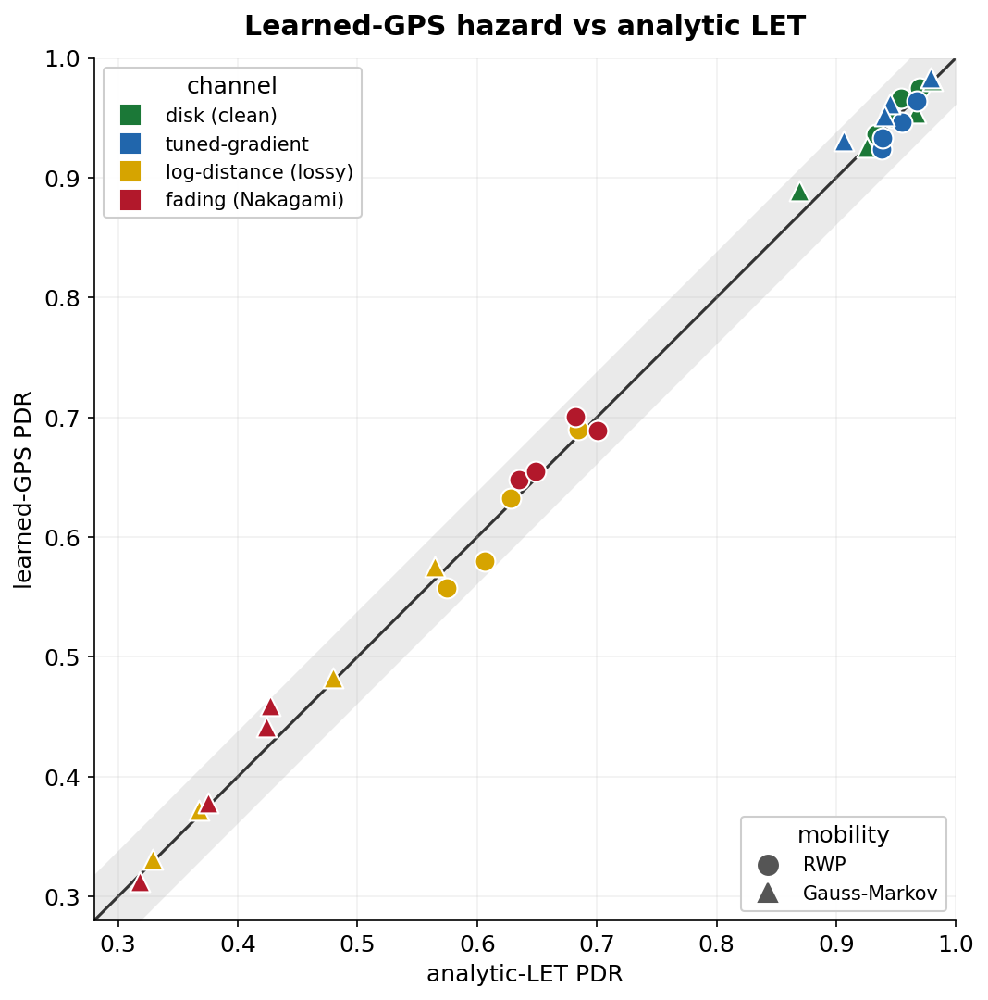 Learned-GPS hazard vs analytic LET
channel
disk (clean)
tuned-gradient
log-distance (lossy)
fading (Nakagami)
1.0
0.9
0.8
0.7
0.6
0.5
0.4
0.3
learned-GPS PDR
mobility
RWP
Gauss-Markov
0.3 0.4 0.5 0.6 0.7 0.8 0.9 1.0
analytic-LET PDR